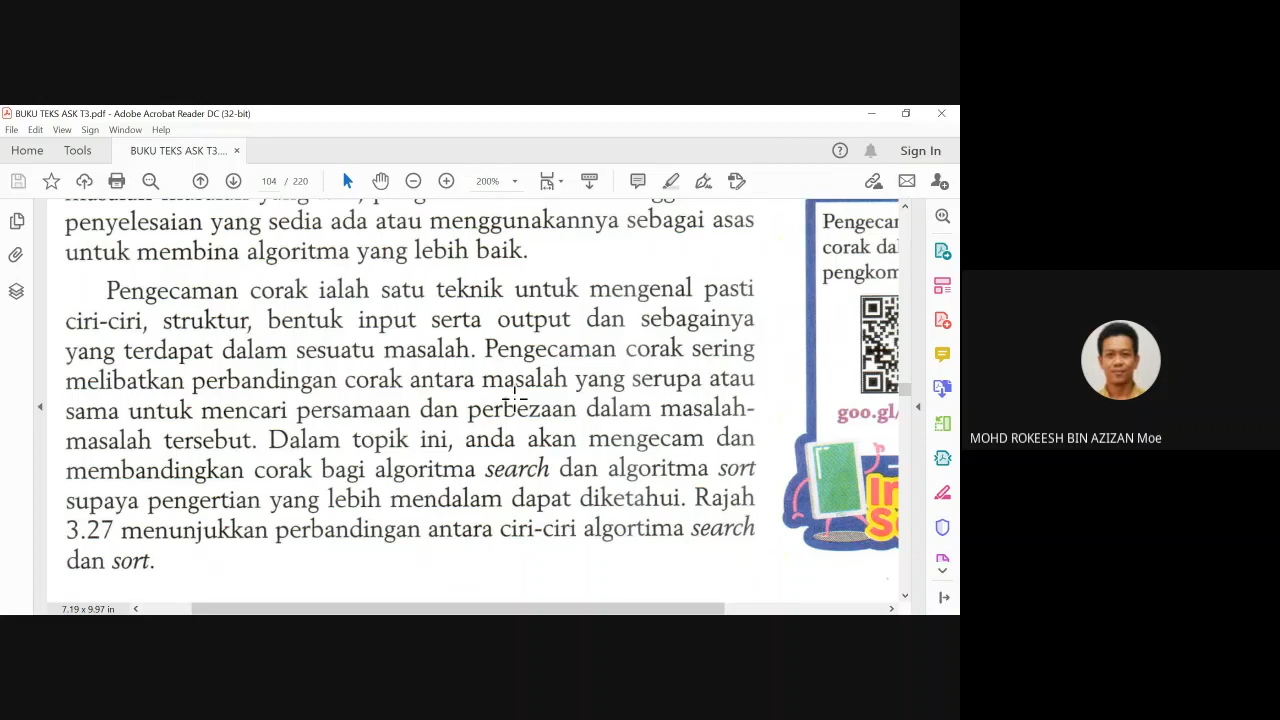 BUKU TEKS ASK T3.pdf - Adobe Acrobat Reader DC (32-bit)
File Edit View Sign Window Help
Home Tools BUKU TEKS ASK T3.... × Sign In
104 / 220 200%
penyelesaian yang sedia ada atau menggunakannya sebagai asas
untuk membina algoritma yang lebih baik.
Pengecaman corak ialah satu teknik untuk mengenal pasti
ciri-ciri, struktur, bentuk input serta output dan sebagainya
yang terdapat dalam sesuatu masalah. Pengecaman corak sering
melibatkan perbandingan corak antara masalah yang serupa atau
sama untuk mencari persamaan dan perbezaan dalam masalah-
masalah tersebut. Dalam topik ini, anda akan mengecam dan
membandingkan corak bagi algoritma search dan algoritma sort
supaya pengertian yang lebih mendalam dapat diketahui. Rajah
3.27 menunjukkan perbandingan antara ciri-ciri algortima search
dan sort.
Pengecam
corak da
pengkom
goo.gl/
In
S
7.19 x 9.97 in
MOHD ROKEESH BIN AZIZAN Moe